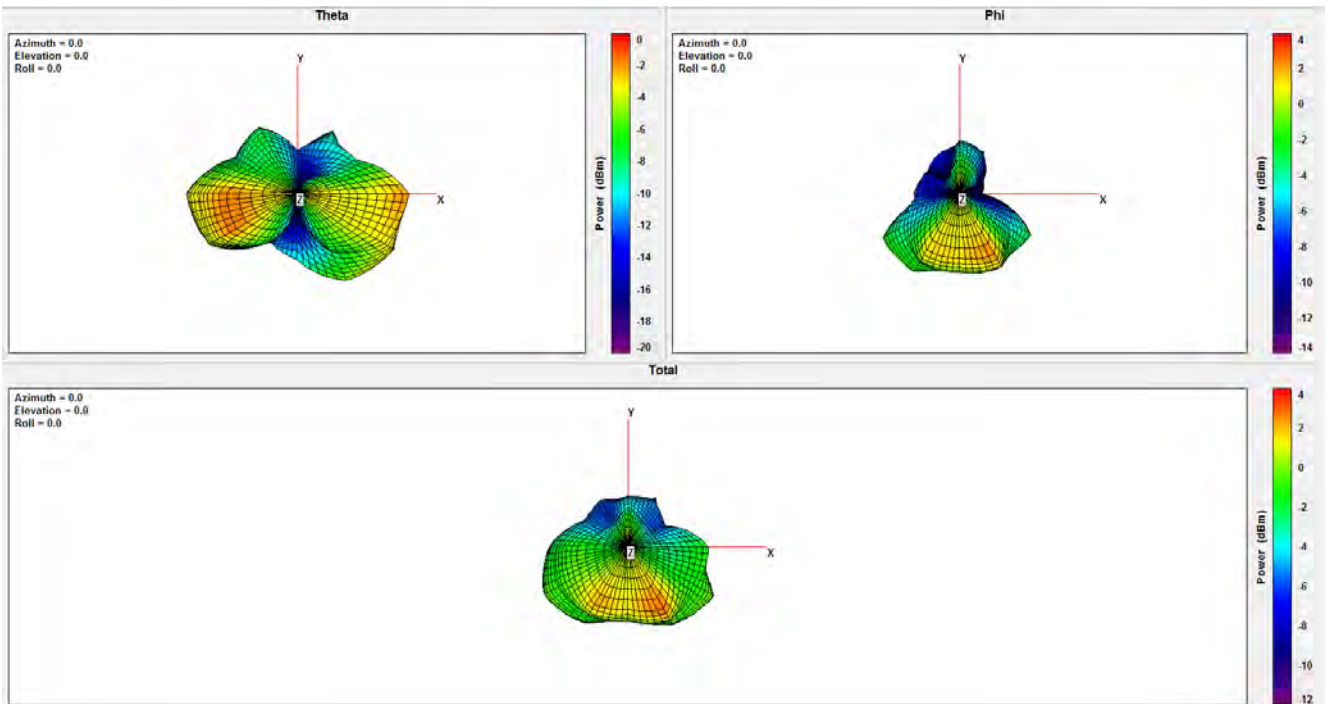 Theta
Azimuth = 0.0
Elevation = 0.0
Roll = 0.0
Y
X
Z
Power (dBm)
0
-2
-4
-6
-8
-10
-12
-14
-16
-18
-20
Phi
Azimuth = 0.0
Elevation = 0.0
Roll = 0.0
Y
X
Z
Power (dBm)
4
2
0
-2
-4
-6
-8
-10
-12
-14
Total
Azimuth = 0.0
Elevation = 0.0
Roll = 0.0
Y
X
Z
Power (dBm)
4
2
0
-2
-4
-6
-8
-10
-12